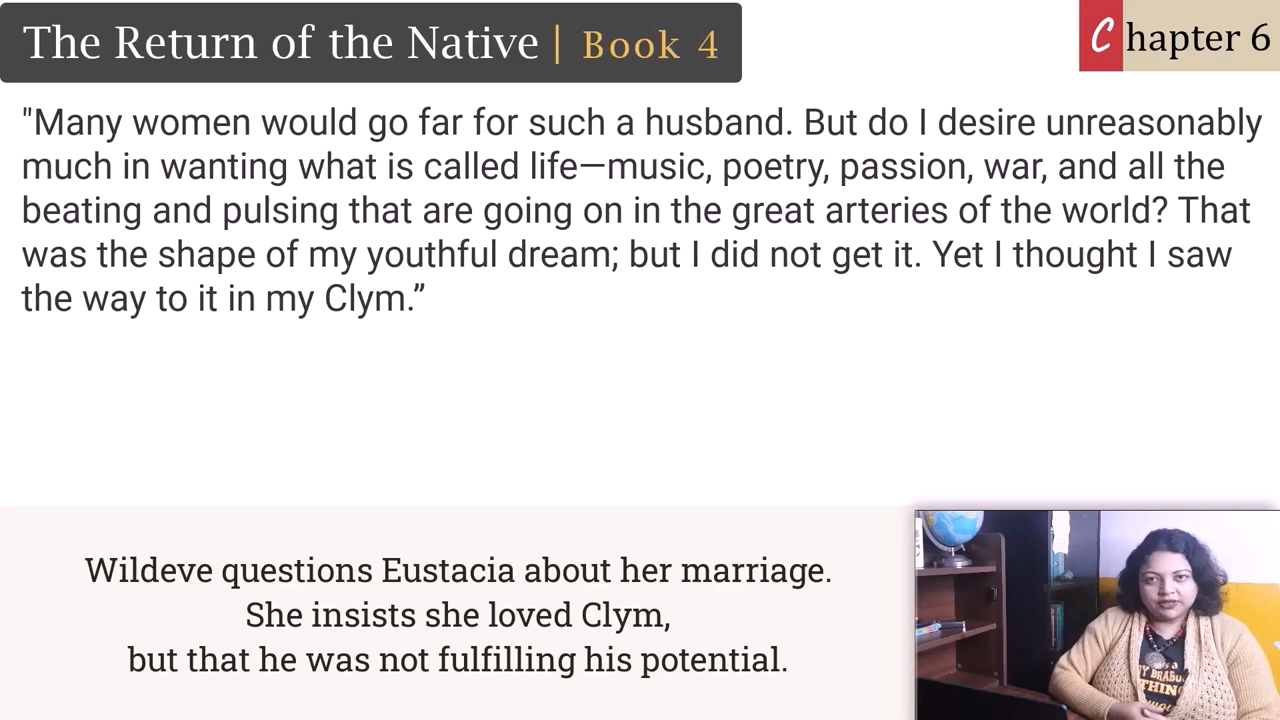 The Return of the Native | Book 4
Chapter 6
"Many women would go far for such a husband. But do I desire unreasonably
much in wanting what is called life—music, poetry, passion, war, and all the
beating and pulsing that are going on in the great arteries of the world? That
was the shape of my youthful dream; but I did not get it. Yet I thought I saw
the way to it in my Clym.”
Wildeve questions Eustacia about her marriage.
She insists she loved Clym,
but that he was not fulfilling his potential.